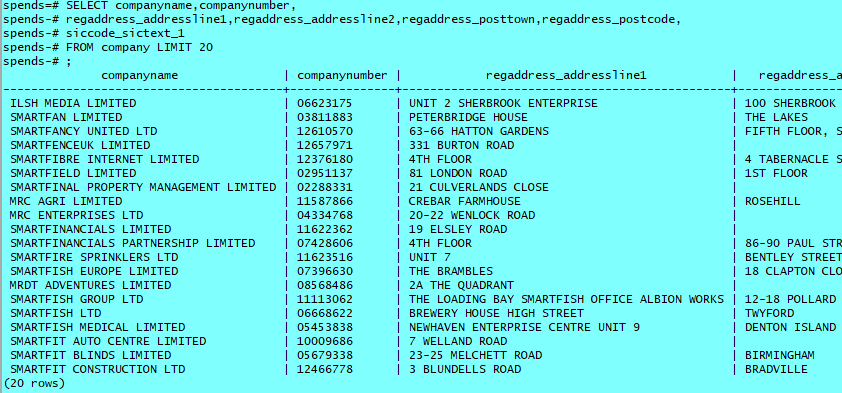 spends=# SELECT companyname,companynumber,
spends-# regaddress_addressline1,regaddress_addressline2,regaddress_posttown,regaddress_postcode,
spends-# siccode_sictext_1
spends-# FROM company LIMIT 20
spends-# ;
companyname | companynumber | regaddress_addressline1 | regaddress_a
ILSH MEDIA LIMITED | 06623175 | UNIT 2 SHERBROOK ENTERPRISE | 100 SHERBROOK
SMARTFAN LIMITED | 03811883 | PETERBRIDGE HOUSE | THE LAKES
SMARTFANCY UNITED LTD | 12610570 | 63-66 HATTON GARDENS | FIFTH FLOOR, S
SMARTFENCEUK LIMITED | 12657971 | 331 BURTON ROAD |
SMARTFIBRE INTERNET LIMITED | 12376180 | 4TH FLOOR | 4 TABERNACLE S
SMARTFIELD LIMITED | 02951137 | 81 LONDON ROAD | 1ST FLOOR
SMARTFINAL PROPERTY MANAGEMENT LIMITED | 02288331 | 21 CULVERLANDS CLOSE |
MRC AGRI LIMITED | 11587866 | CREBAR FARMHOUSE | ROSEHILL
MRC ENTERPRISES LTD | 04334768 | 20-22 WENLOCK ROAD |
SMARTFINANCIALS LIMITED | 11622362 | 19 ELSLEY ROAD |
SMARTFINANCIALS PARTNERSHIP LIMITED | 07428606 | 4TH FLOOR | 86-90 PAUL STR
SMARTFIRE SPRINKLERS LTD | 11623516 | UNIT 7 | BENTLEY STREET
SMARTFISH EUROPE LIMITED | 07396630 | THE BRAMBLES | 18 CLAPTON CLO
MRDT ADVENTURES LIMITED | 08568486 | 2A THE QUADRANT |
SMARTFISH GROUP LTD | 11113062 | THE LOADING BAY SMARTFISH OFFICE ALBION WORKS | 12-18 POLLARD
SMARTFISH LTD | 06668622 | BREWERY HOUSE HIGH STREET | TWYFORD
SMARTFISH MEDICAL LIMITED | 05453838 | NEWHAVEN ENTERPRISE CENTRE UNIT 9 | DENTON ISLAND
SMARTFIT AUTO CENTRE LIMITED | 10009686 | 7 WELLAND ROAD |
SMARTFIT BLINDS LIMITED | 05679338 | 23-25 MELCHETT ROAD | BIRMINGHAM
SMARTFIT CONSTRUCTION LTD | 12466778 | 3 BLUNDELLS ROAD | BRADVILLE
(20 rows)